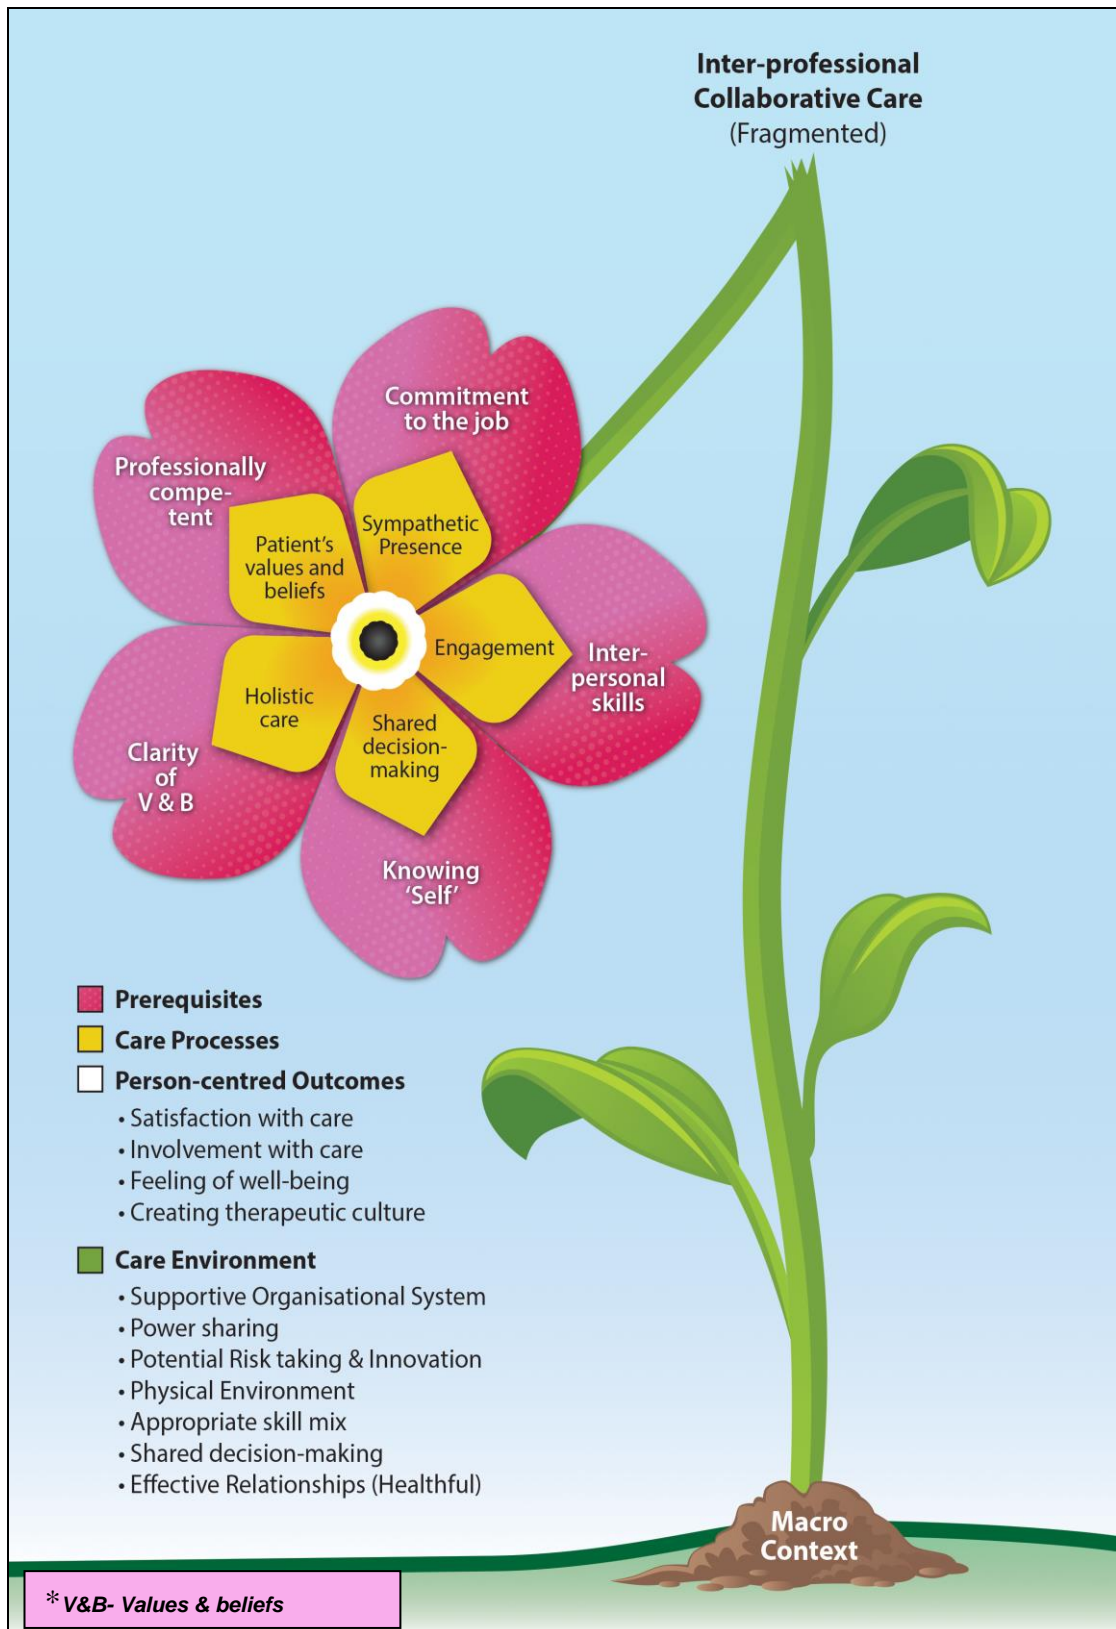 Inter-professional
Collaborative Care
(Fragmented)
Commitment
to the job
Professionally
compe-
tent
Sympathetic
Presence
Patient's
values and
beliefs
Engagement
Inter-
personal
skills
Holistic
care
Shared
decision-
making
Clarity
of
V & B
Knowing
‘Self’
Prerequisites
Care Processes
Person-centred Outcomes
• Satisfaction with care
• Involvement with care
• Feeling of well-being
• Creating therapeutic culture
Care Environment
• Supportive Organisational System
• Power sharing
• Potential Risk taking & Innovation
• Physical Environment
• Appropriate skill mix
• Shared decision-making
• Effective Relationships (Healthful)
Macro
Context
* V&B- Values & beliefs